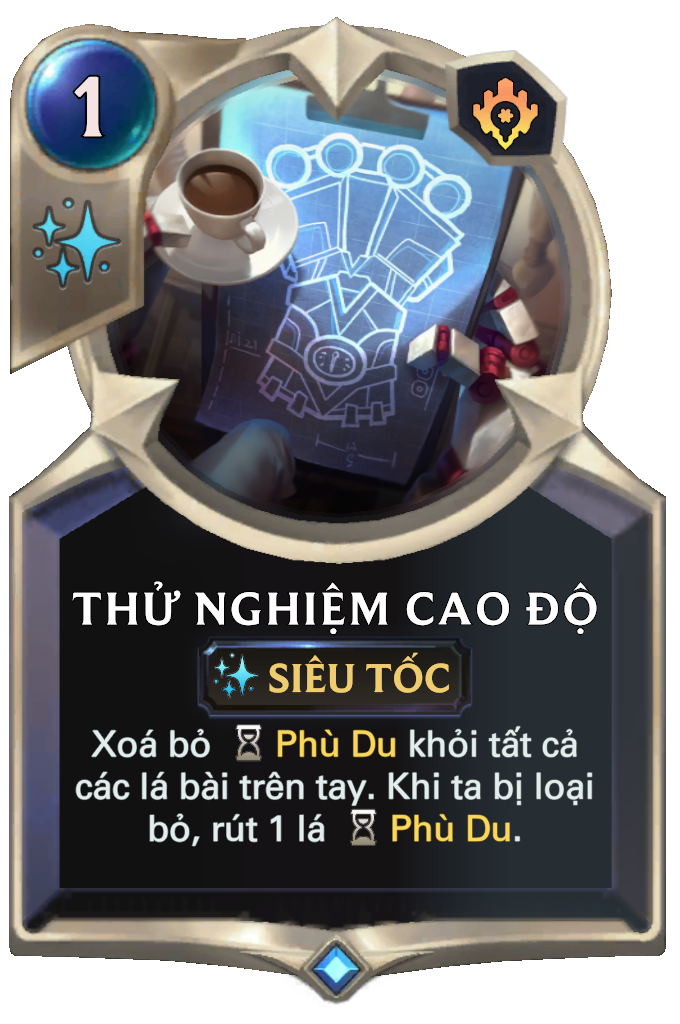 1
THỬ NGHIỆM CAO ĐỘ
SIÊU TỐC
Xoá bỏ Phù Du khỏi tất cả
các lá bài trên tay. Khi ta bị loại
bỏ, rút 1 lá Phù Du.